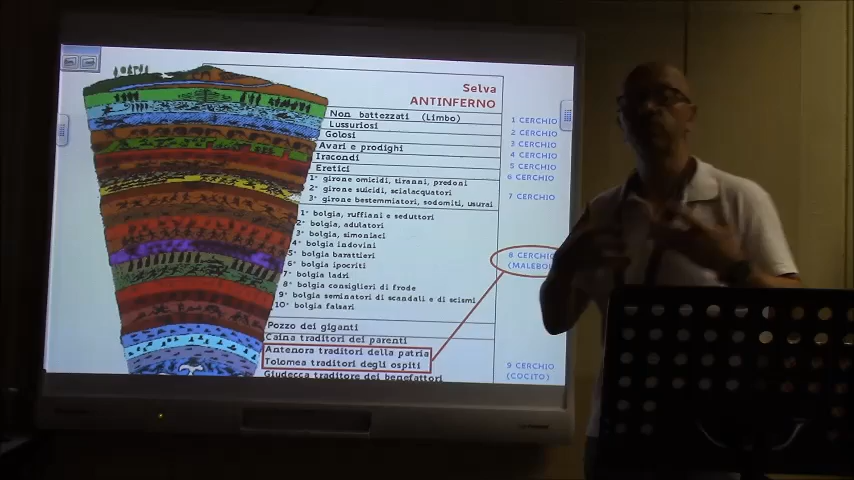 Selva
ANTINFERNO
Non battezzati (Limbo)
1 CERCHIO
Lussuriosi
2 CERCHIO
Golosi
3 CERCHIO
Avari e prodighi
4 CERCHIO
Iracondi
5 CERCHIO
Eretici
6 CERCHIO
1° girone omicidi, tiranni, predoni
2° girone suicidi, scialacquatori
7 CERCHIO
3° girone bestemmiatori, sodomiti, usurai
1° bolgia, ruffiani e seduttori
2° bolgia, adulatori
3° bolgia, simoniaci
4° bolgia indovini
5° bolgia barattieri
8 CERCHIO
6° bolgia ipocriti
7° bolgia ladri
8° bolgia consiglieri di frode
9° bolgia seminatori di scandali e di scismi
10° bolgia falsari
Pozzo dei giganti
Caina traditori dei parenti
Antenora traditori della patria
Tolomea traditori degli ospiti
9 CERCHIO
(COCITO)
Giudecca traditore dei benefattori